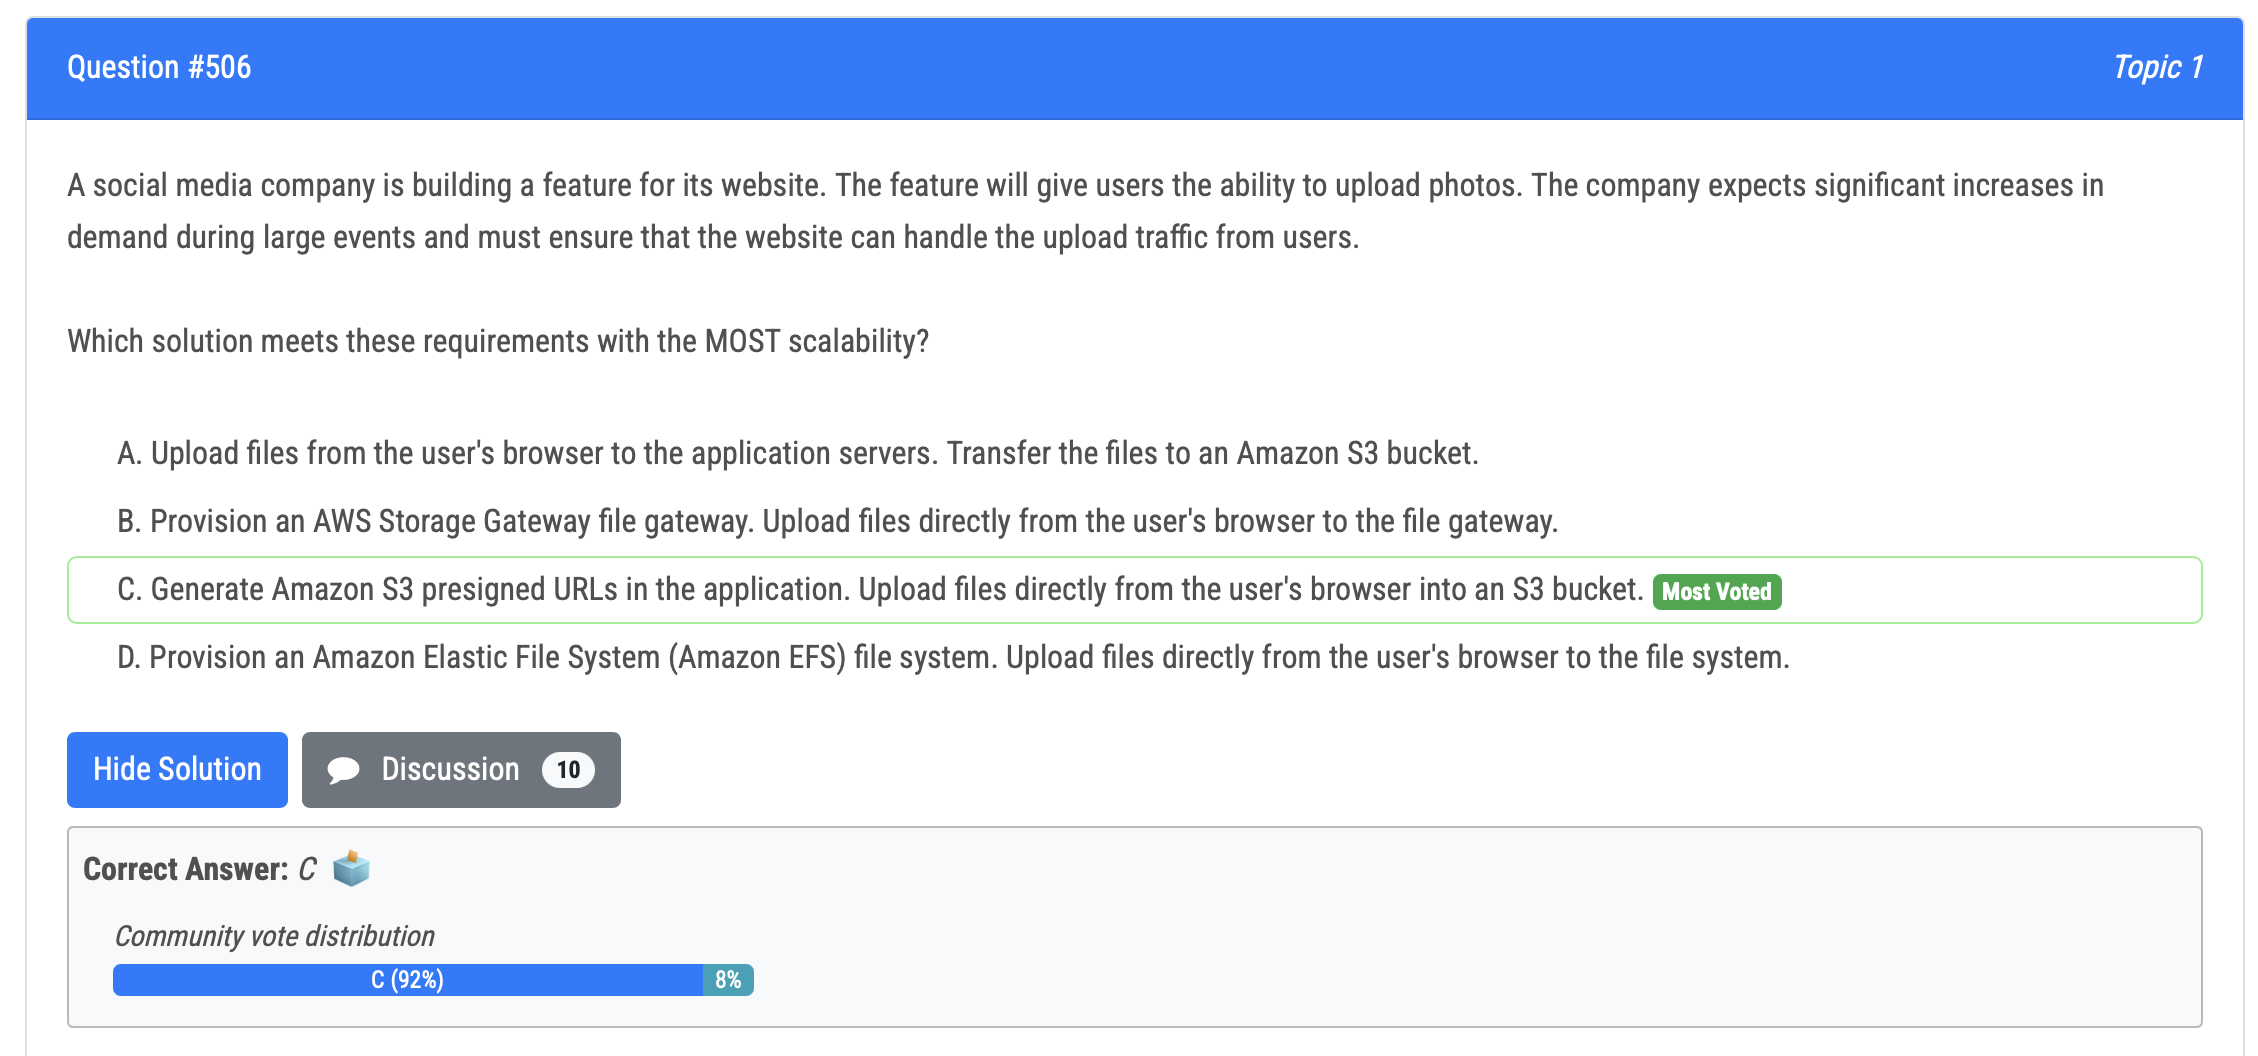 Question #506
Topic 1
A social media company is building a feature for its website. The feature will give users the ability to upload photos. The company expects significant increases in
demand during large events and must ensure that the website can handle the upload traffic from users.
Which solution meets these requirements with the MOST scalability?
A. Upload files from the user's browser to the application servers. Transfer the files to an Amazon S3 bucket.
B. Provision an AWS Storage Gateway file gateway. Upload files directly from the user's browser to the file gateway.
C. Generate Amazon S3 presigned URLs in the application. Upload files directly from the user's browser into an S3 bucket. Most Voted
D. Provision an Amazon Elastic File System (Amazon EFS) file system. Upload files directly from the user's browser to the file system.
Hide Solution
Discussion 10
Correct Answer: C
Community vote distribution
C (92%) 8%